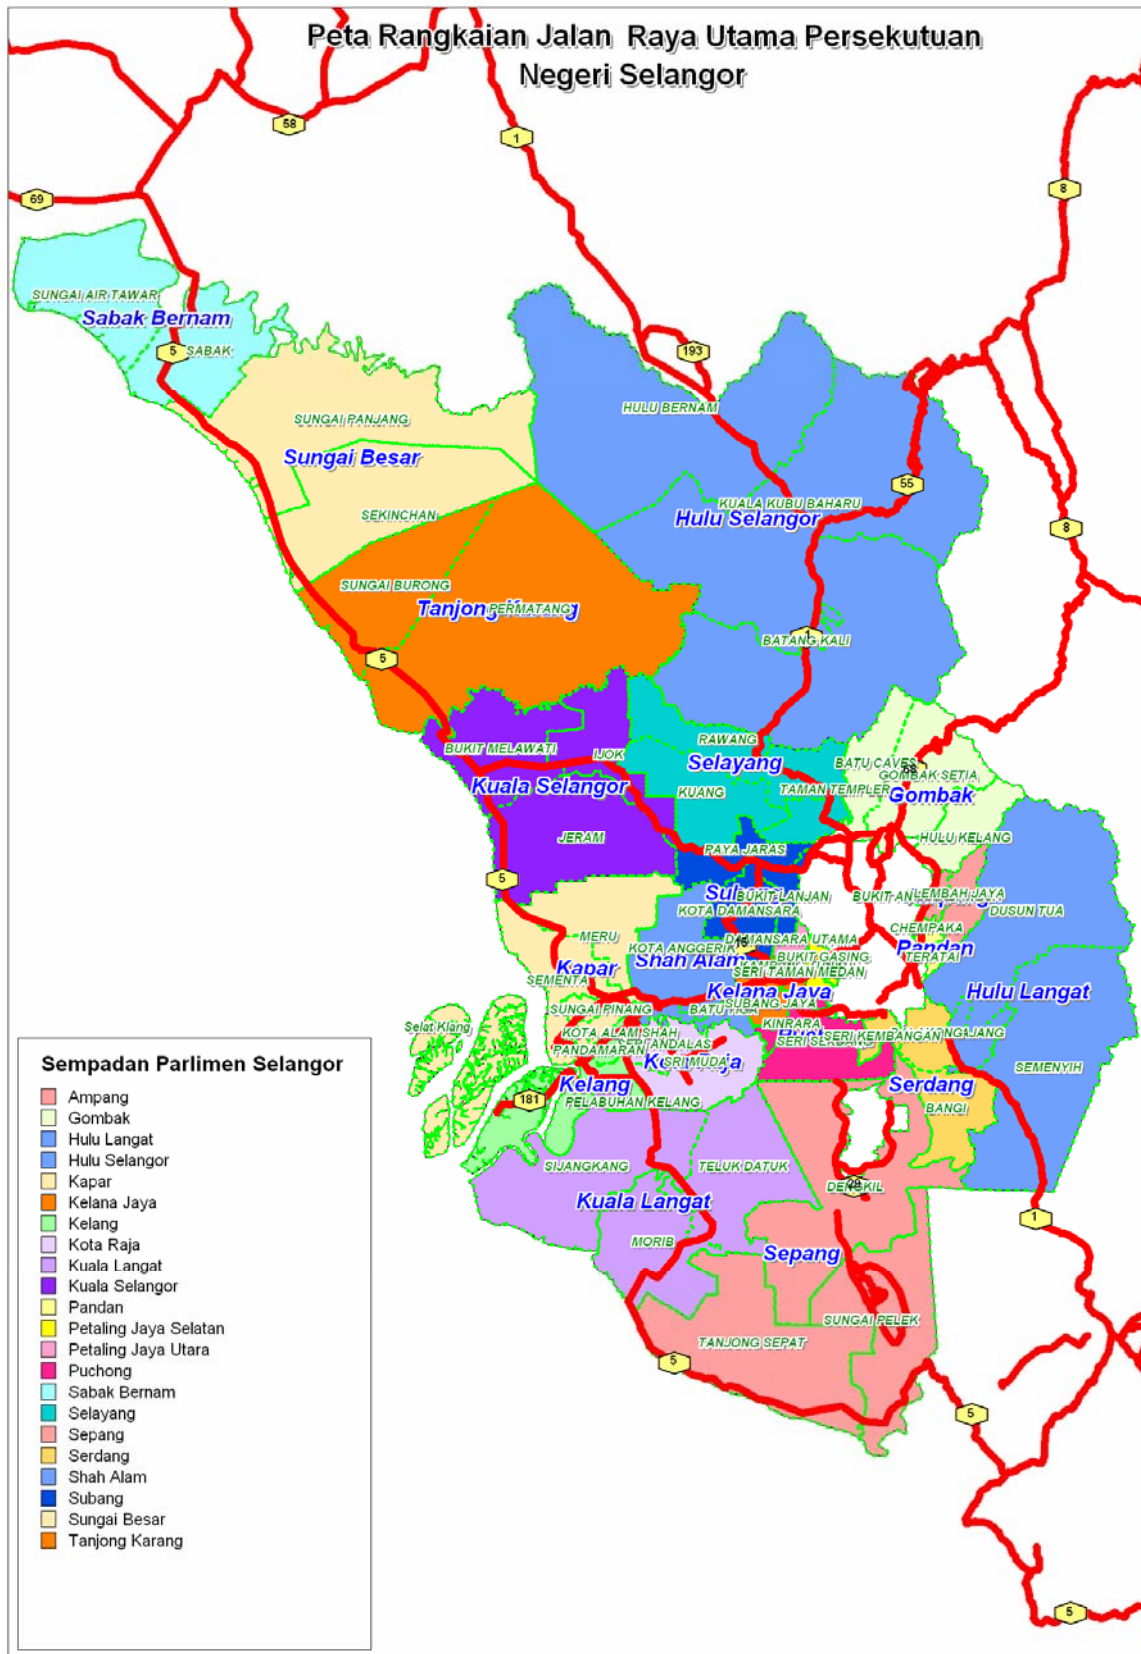 Peta Rangkaian Jalan Raya Utama Persekutuan
Negeri Selangor
58
1
69
8
SUNGAI AIR TAWAR
Sabak Bernam
5
SABAK
193
HULU BERNAM
SUNGAI PANJANG
Sungai Besar
55
KUALA KUBU BAHARU
SEKINCHAN
Hulu Selangor
8
SUNGAI BURONG
Tanjong Karang
PERMATANG
1
BATANG KALI
5
RAWANG
BUKIT MELAWATI
IJOK
Selayang
BATU CAVES
68
GOMBAK SETIA
Kuala Selangor
KUANG
TAMAN TEMPLER
Gombak
JERAM
PAYA JARAS
HULU KELANG
5
BUKIT LANJAN
LEMBAH JAYA
KOTA DAMANSARA
DUSUN TUA
MERU
KOTA ANGGERIK
15
DAMANSARA UTAMA
CHEMPAKA
Pandan
Kapar
Shah Alam
BUKIT GASING
TERATAI
SEMENTA
SERI TAMAN MEDAN
Kelana Jaya
Hulu Langat
Selat Klang
SUNGAI PINANG
SUBANG JAYA
KINRARA
KOTA ALAM SHAH
SERI KEMBANGAN
PANDAMARAN
SRI MUDA
SEMENYIH
Kelang
Serdang
181
PELABUHAN KELANG
BANGI
SIJANGKANG
TELUK DATUK
29
DENGKIL
Kuala Langat
1
MORIB
Sepang
SUNGAI PELEK
TANJONG SEPAT
5
5
5
Sempadan Parlimen Selangor
Ampang
Gombak
Hulu Langat
Hulu Selangor
Kapar
Kelana Jaya
Kelang
Kota Raja
Kuala Langat
Kuala Selangor
Pandan
Petaling Jaya Selatan
Petaling Jaya Utara
Puchong
Sabak Bernam
Selayang
Sepang
Serdang
Shah Alam
Subang
Sungai Besar
Tanjong Karang